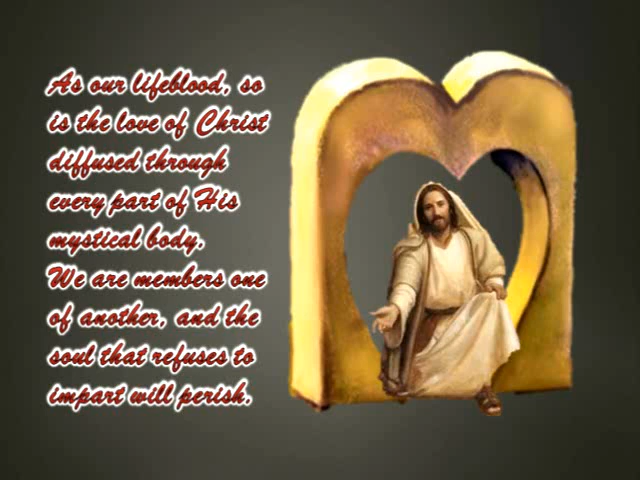 As our lifeblood, so
is the love of Christ
diffused through
every part of His
mystical body.
We are members one
of another, and the
soul that refuses to
impart will perish.